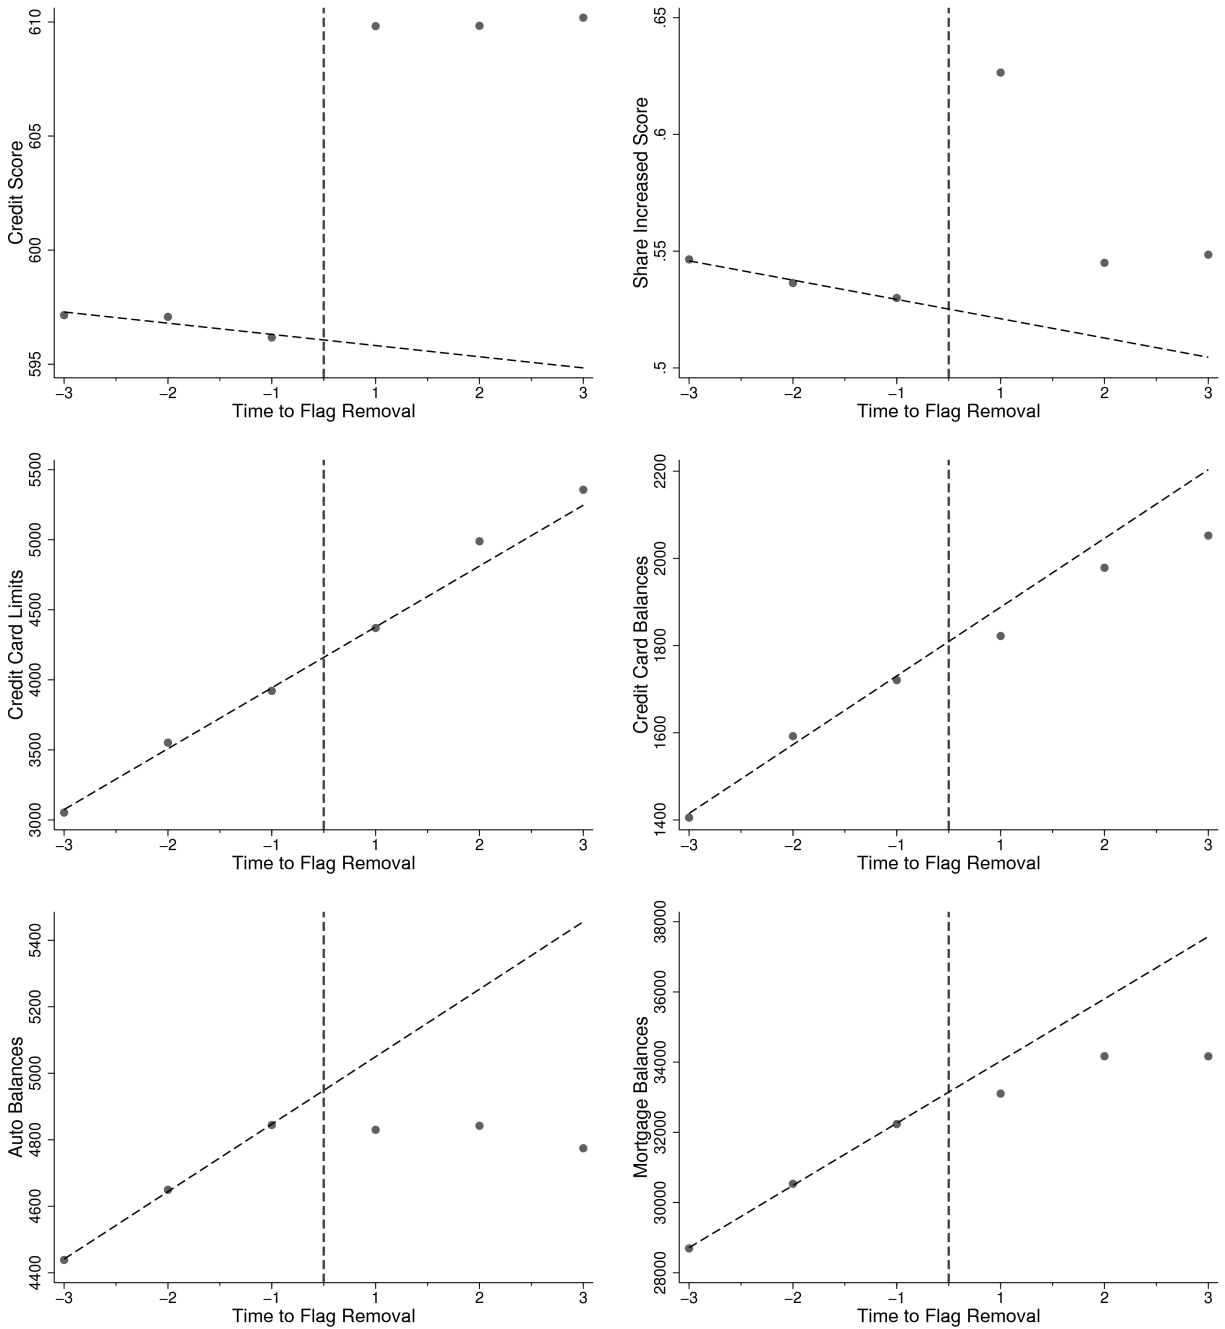 610
605
600
595
Credit Score
−3 −2 −1 1 2 3
Time to Flag Removal
.65
.6
.55
.5
Share Increased Score
−3 −2 −1 1 2 3
Time to Flag Removal
5500
5000
4500
4000
3500
3000
Credit Card Limits
−3 −2 −1 1 2 3
Time to Flag Removal
2200
2000
1800
1600
1400
Credit Card Balances
−3 −2 −1 1 2 3
Time to Flag Removal
5400
5200
5000
4800
4600
4400
Auto Balances
−3 −2 −1 1 2 3
Time to Flag Removal
38000
36000
34000
32000
30000
28000
Mortgage Balances
−3 −2 −1 1 2 3
Time to Flag Removal